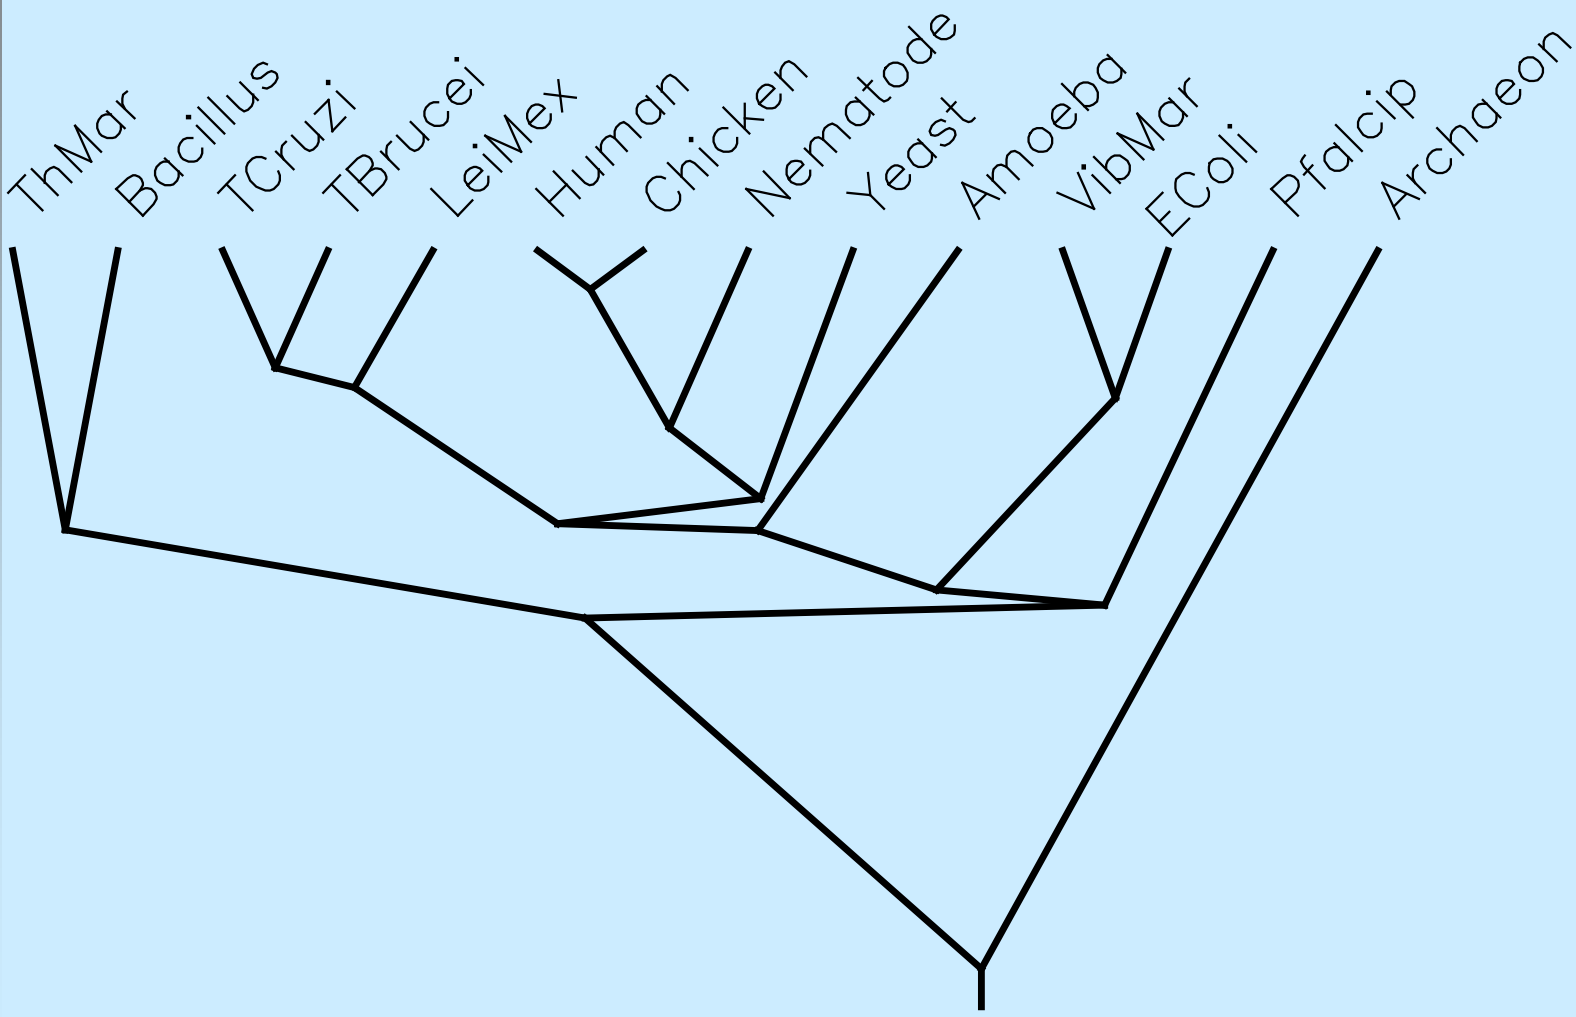 ThMar
Bacillus
TCruzi
TBrucei
LeiMex
Human
Chicken
Nematode
Yeast
Amoeba
VibMar
EColi
Pfalcip
Archaeon